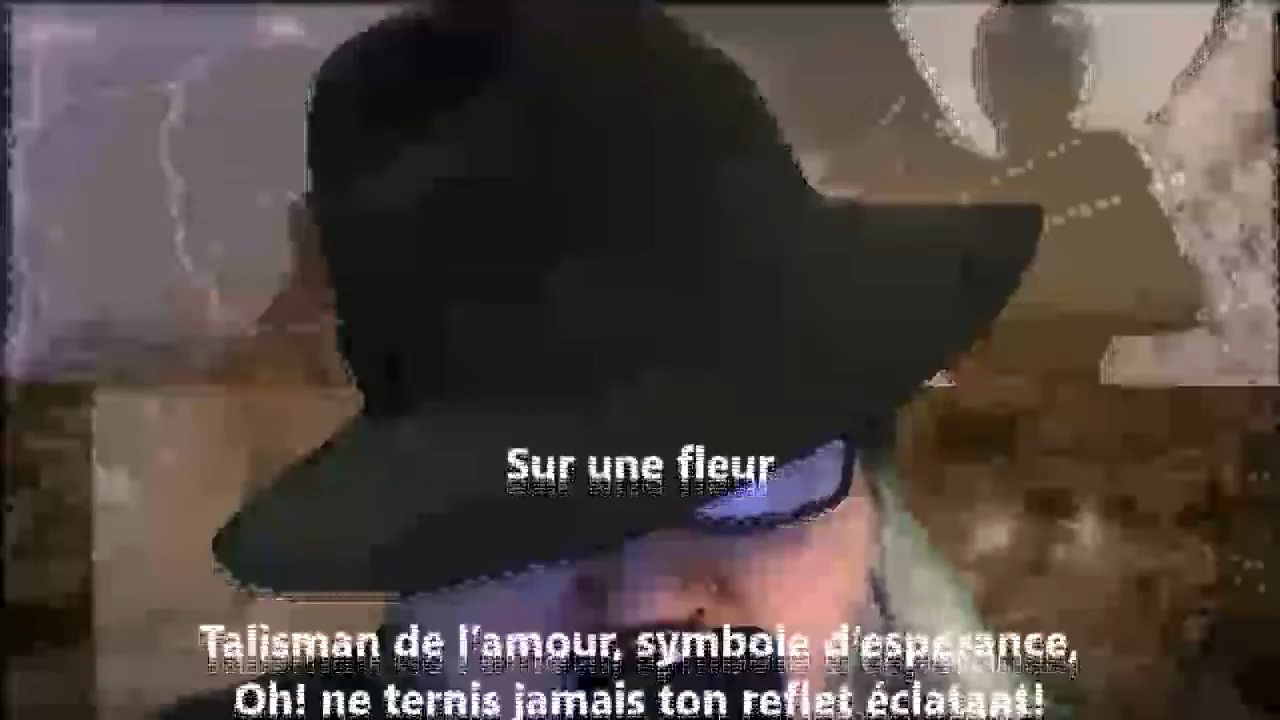 Sur une fleur
Talisman de l'amour, symbole d'espérance,
Oh! ne ternis jamais ton reflet éclatant!